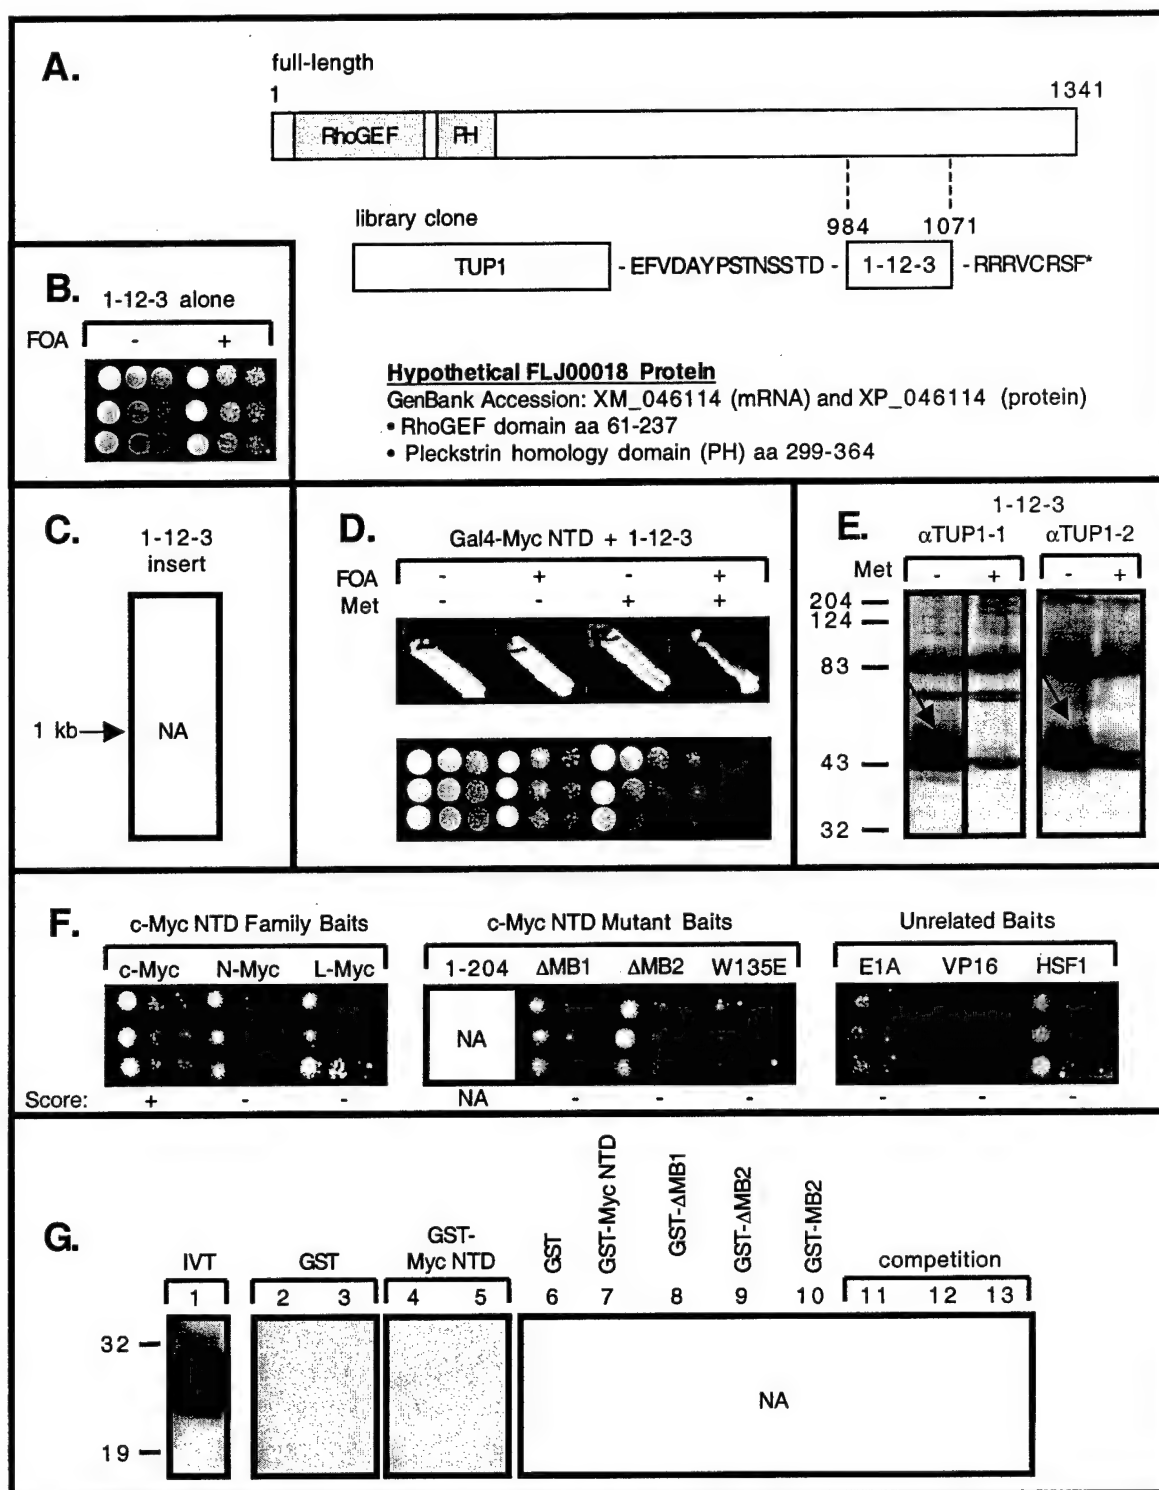 A.
full-length
1 1341
RhoGEF PH
library clone
984 1071
TUP1 - EFVDAYPSTNSSTD - 1-12-3 - RRRVCRSF*
Hypothetical FLJ00018 Protein
GenBank Accession: XM_046114 (mRNA) and XP_046114 (protein)
• RhoGEF domain aa 61-237
• Pleckstrin homology domain (PH) aa 299-364
B.
1-12-3 alone
FOA - +
C.
1-12-3
insert
1 kb
NA
D.
Gal4-Myc NTD + 1-12-3
FOA - + - +
Met - - + +
E.
1-12-3
αTUP1-1 αTUP1-2
Met - + - +
204
124
83
43
32
F.
c-Myc NTD Family Baits c-Myc NTD Mutant Baits Unrelated Baits
c-Myc N-Myc L-Myc 1-204 ΔMB1 ΔMB2 W135E E1A VP16 HSF1
NA
Score: + - - NA - - - - - -
G.
IVT GST GST-
Myc NTD
GST
GST-Myc NTD
GST-ΔMB1
GST-ΔMB2
GST-MB2
competition
1 2 3 4 5 6 7 8 9 10 11 12 13
32
19
NA